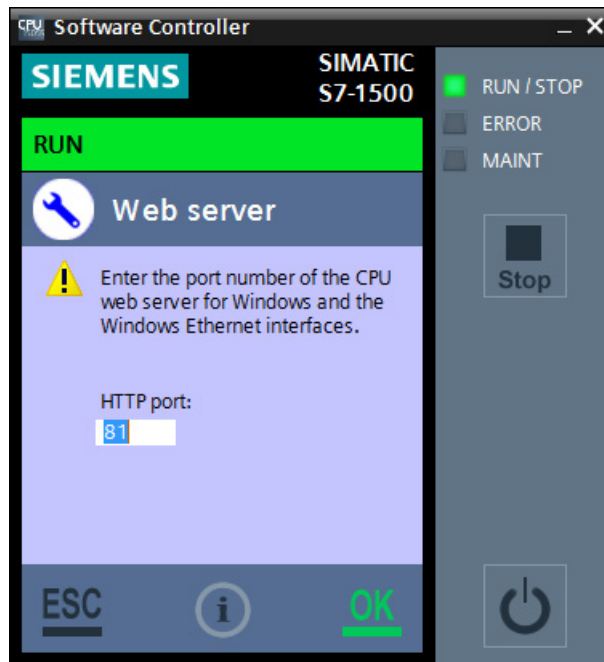 CPU Software Controller
SIEMENS
SIMATIC
S7-1500
RUN
Web server
Enter the port number of the CPU
web server for Windows and the
Windows Ethernet interfaces.
HTTP port:
81
ESC
i
OK
RUN / STOP
ERROR
MAINT
Stop